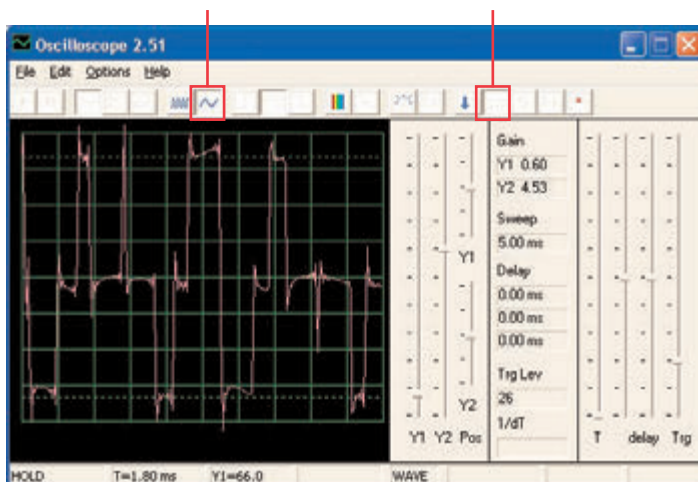 Oscilloscope 2.51
File Edit Options Help
Gain
Y1 0.60
Y2 4.53
Sweep
5.00 ms
Y1
Delay
0.00 ms
0.00 ms
0.00 ms
Trg Lev
26
Y2
1/dT
Y1 Y2 Pos T delay Trg
HOLD T=1.80 ms Y1=66.0 WAVE